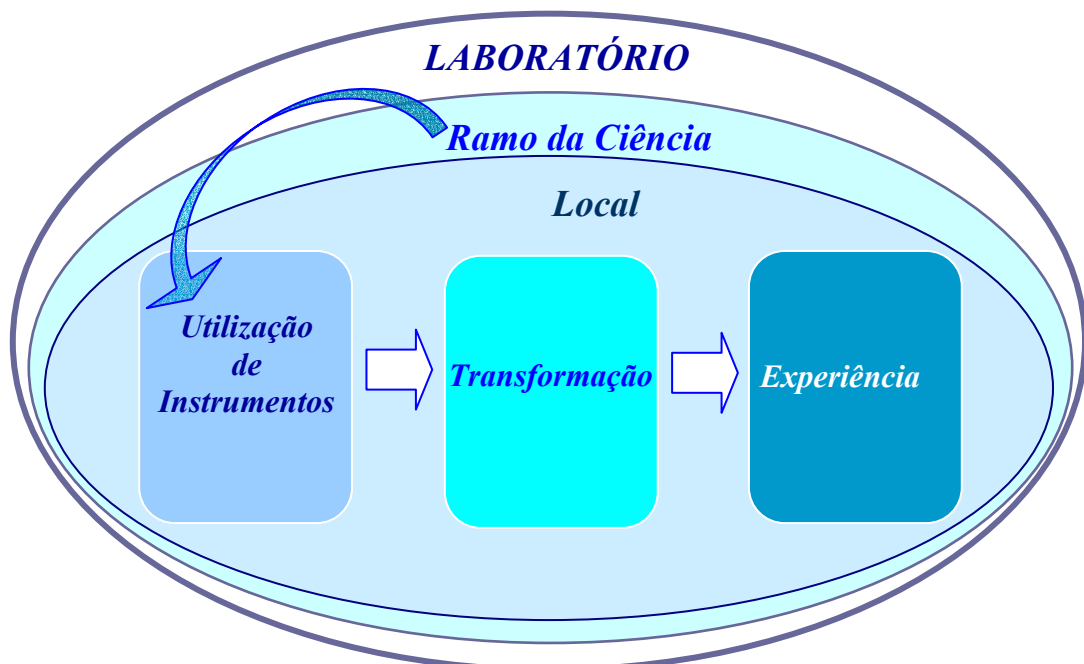 LABORATÓRIO
Ramo da Ciência
Local
Utilização
de
Instrumentos
Transformação
Experiência